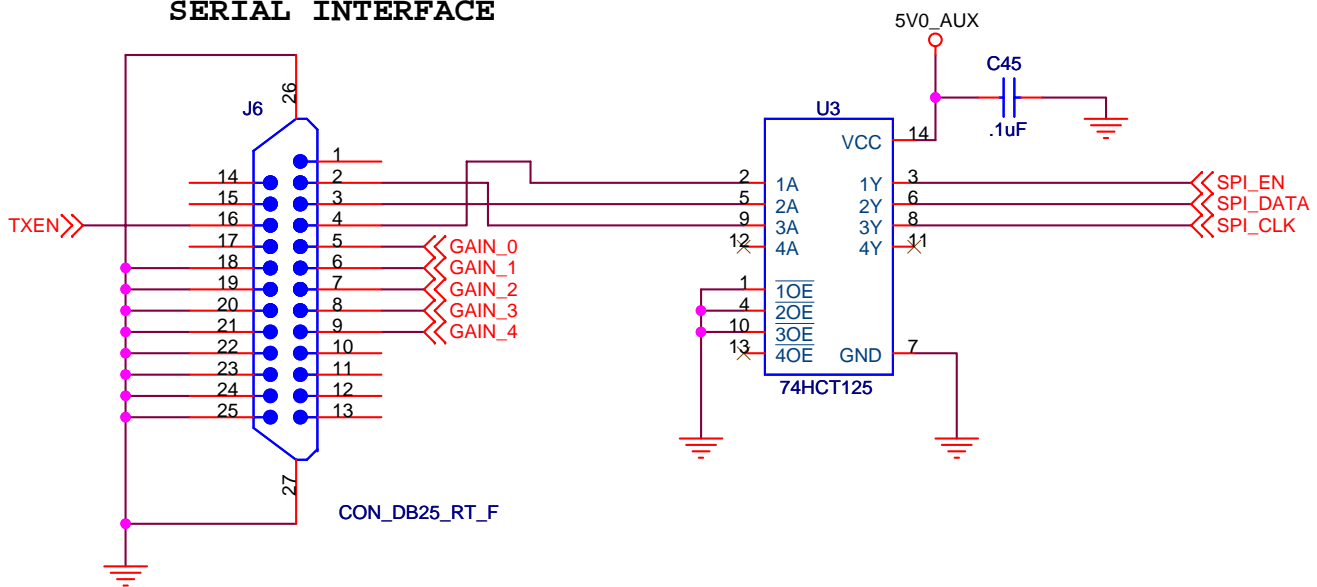 SERIAL INTERFACE
5V0_AUX
C45
.1uF
J6
26
U3
VCC 14
1
14 2
15 3
TXEN 16 4
17 5 GAIN_0
18 6 GAIN_1
19 7 GAIN_2
20 8 GAIN_3
21 9 GAIN_4
22 10
23 11
24 12
25 13
27
CON_DB25_RT_F
2 1A 1Y 3 SPI_EN
5 2A 2Y 6 SPI_DATA
9 3A 3Y 8 SPI_CLK
12 4A 4Y 11
1 1OE
4 2OE
10 3OE
13 4OE GND 7
74HCT125